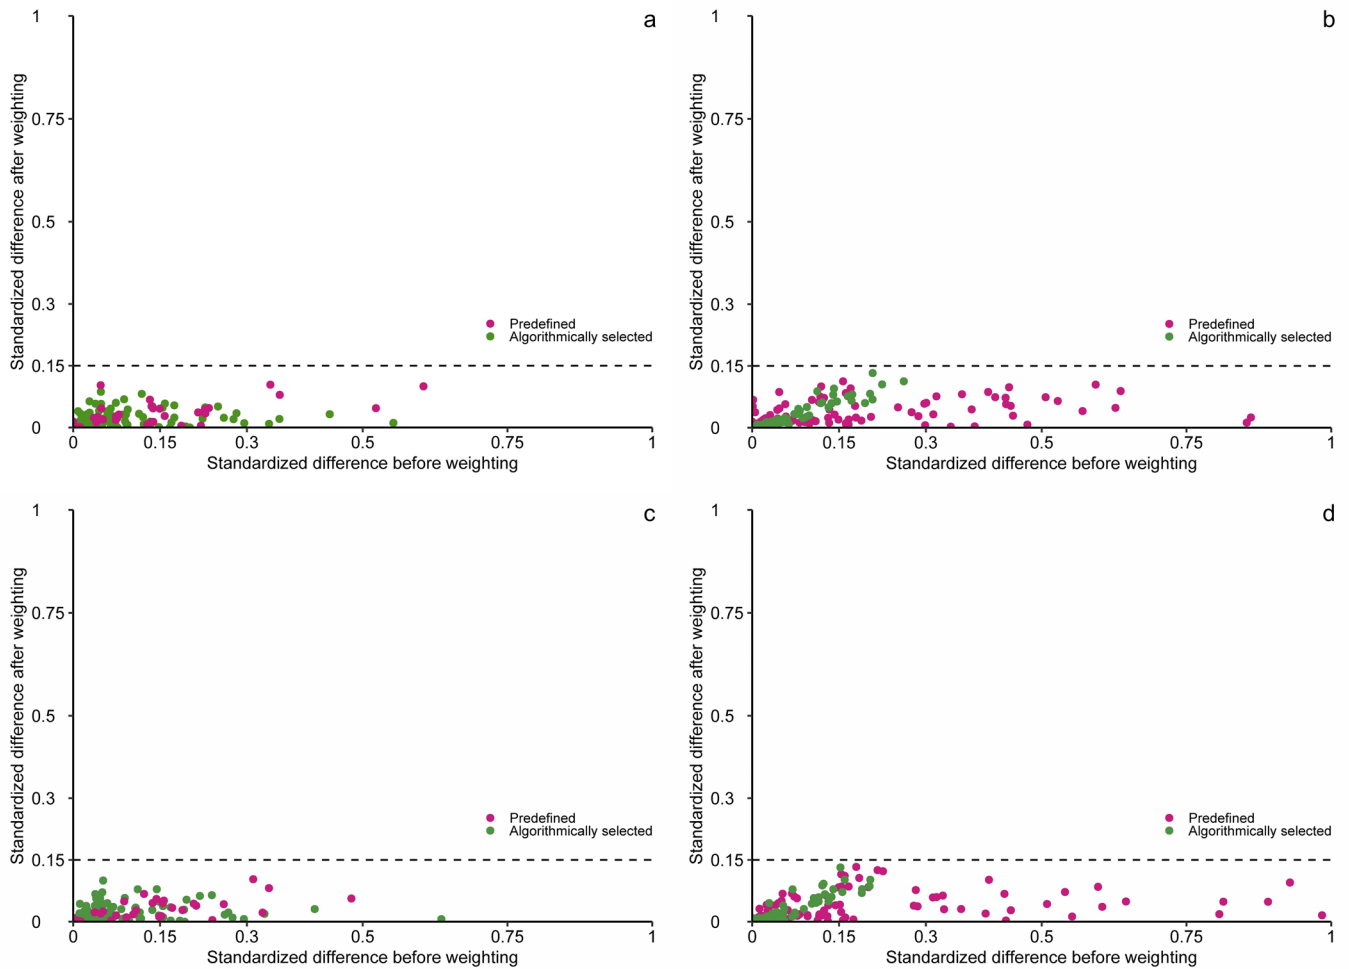 a
1
0.75
0.5
0.3
0.15
0
Standardized difference after weighting
Predefined
Algorithmically selected
0 0.15 0.3 0.5 0.75 1
Standardized difference before weighting
b
1
0.75
0.5
0.3
0.15
0
Standardized difference after weighting
Predefined
Algorithmically selected
0 0.15 0.3 0.5 0.75 1
Standardized difference before weighting
c
1
0.75
0.5
0.3
0.15
0
Standardized difference after weighting
Predefined
Algorithmically selected
0 0.15 0.3 0.5 0.75 1
Standardized difference before weighting
d
1
0.75
0.5
0.3
0.15
0
Standardized difference after weighting
Predefined
Algorithmically selected
0 0.15 0.3 0.5 0.75 1
Standardized difference before weighting